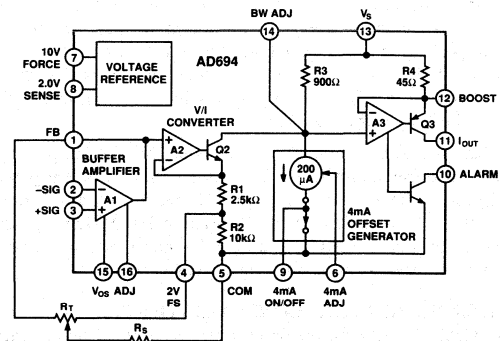 BW ADJ
VS
14
13
10V
FORCE
7
VOLTAGE
REFERENCE
AD694
R3
900Ω
R4
45Ω
2.0V
SENSE
8
12
BOOST
V/I
CONVERTER
A3
Q3
FB
1
+
A2
Q2
−
+
11
IOUT
BUFFER
AMPLIFIER
200
μA
10
ALARM
−SIG
2
−
A1
+SIG
3
+
R1
2.5kΩ
R2
10kΩ
4mA
OFFSET
GENERATOR
15
16
4
5
9
6
VOS ADJ
2V
FS
COM
4mA
ON/OFF
4mA
ADJ
RT
RS